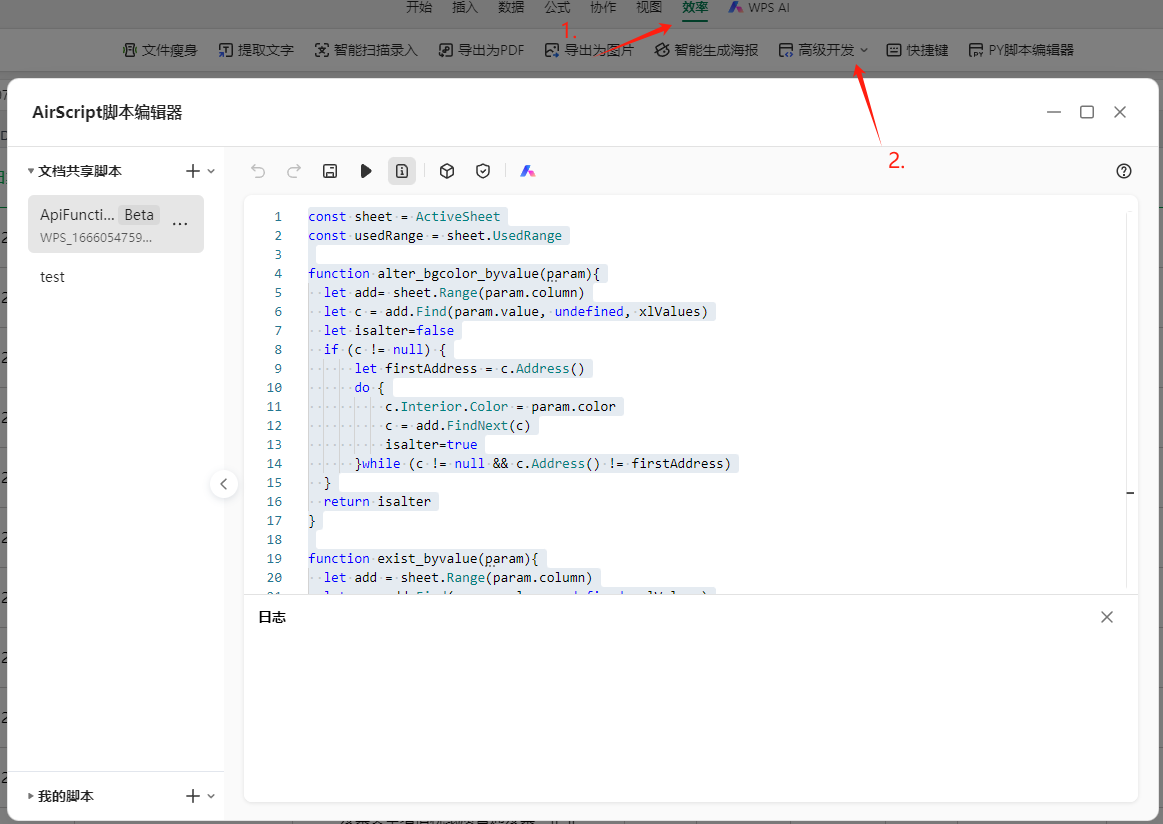 开始 插入 数据 公式 协作 视图 效率 WPS AI
1.
文件瘦身 提取文字 智能扫描录入 导出为PDF 导出为图片 智能生成海报 高级开发 快捷键 PY脚本编辑器
AirScript脚本编辑器
2.
文档共享脚本
ApiFuncti... Beta
WPS_1666054759...
test
1 const sheet = ActiveSheet
2 const usedRange = sheet.UsedRange
3
4 function alter_bgcolor_byvalue(param){
5 let add= sheet.Range(param.column)
6 let c = add.Find(param.value, undefined, xlValues)
7 let isalter=false
8 if (c != null) {
9 let firstAddress = c.Address()
10 do {
11 c.Interior.Color = param.color
12 c = add.FindNext(c)
13 isalter=true
14 }while (c != null && c.Address() != firstAddress)
15 }
16 return isalter
17 }
18
19 function exist_byvalue(param){
20 let add = sheet.Range(param.column)
日志
我的脚本